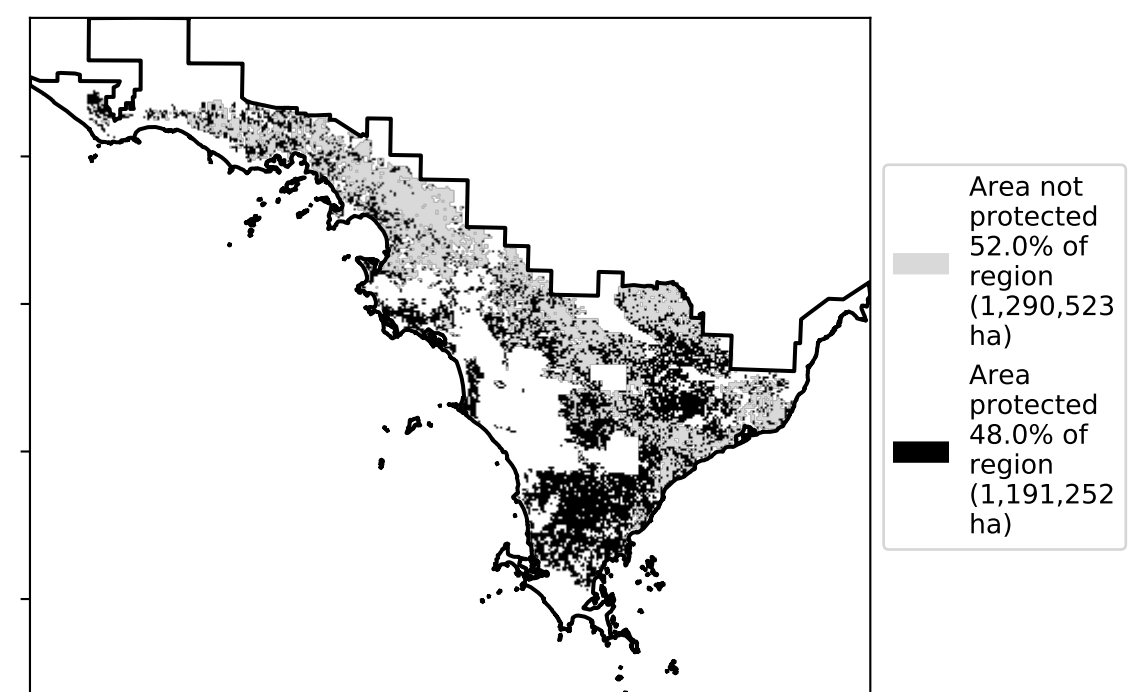 Area not
protected
52.0% of
region
(1,290,523
ha)
Area
protected
48.0% of
region
(1,191,252
ha)